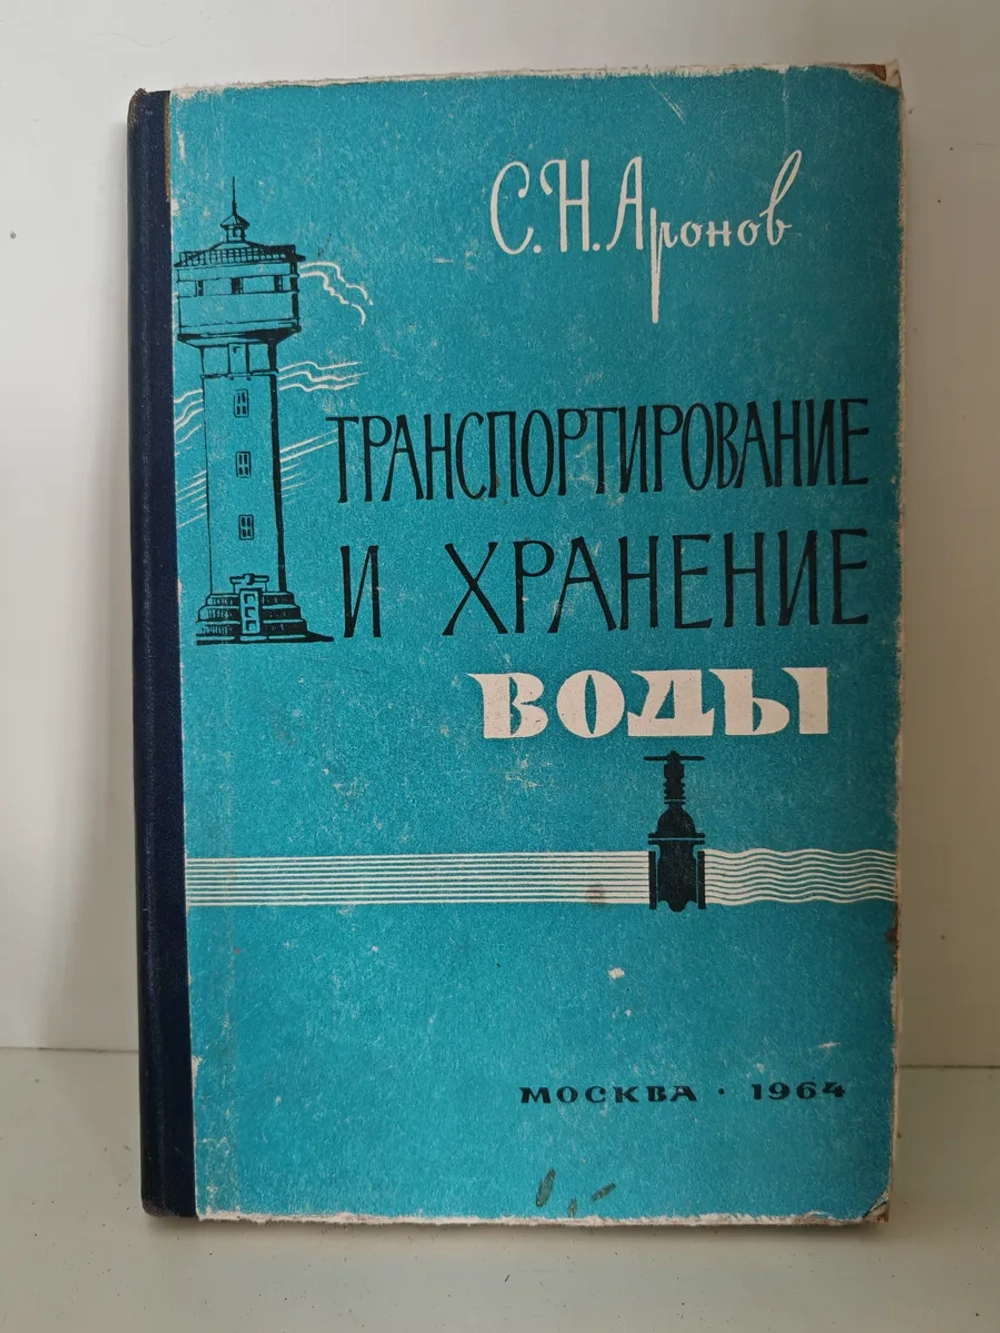 С.Н.Аронов
ТРАНСПОРТИРОВАНИЕ
И ХРАНЕНИЕ
ВОДЫ
МОСКВА · 1964